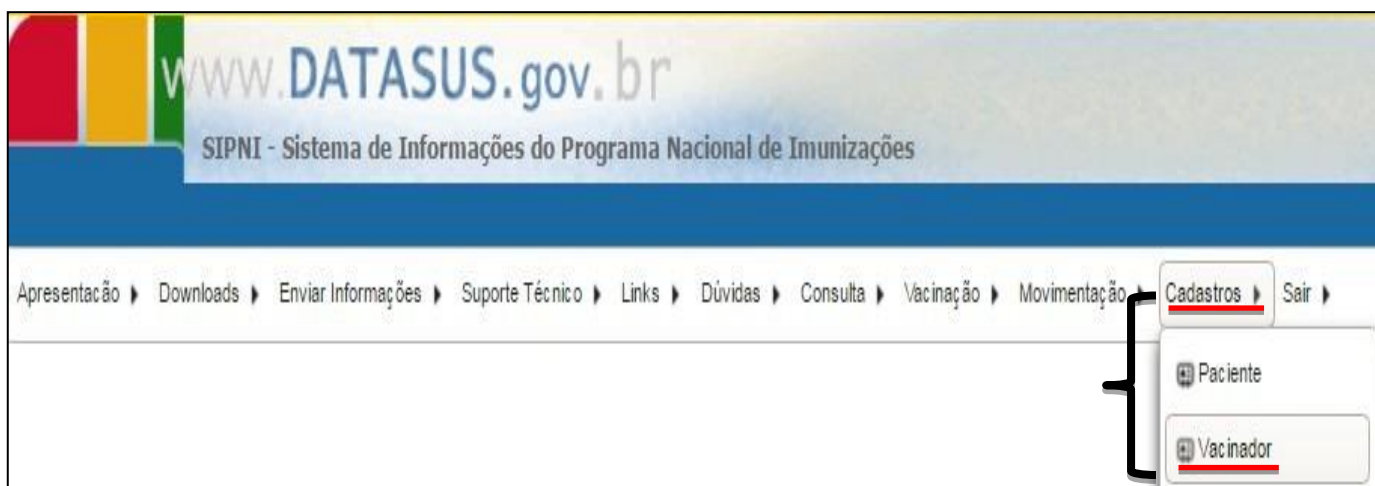 www.DATASUS.gov.br
SIPNI - Sistema de Informações do Programa Nacional de Imunizações
Apresentacão Downloads Enviar Informações Suporte Técnico Links Dúvidas Consulta Vacinação Movimentação Cadastros Sair
Paciente
Vacinador